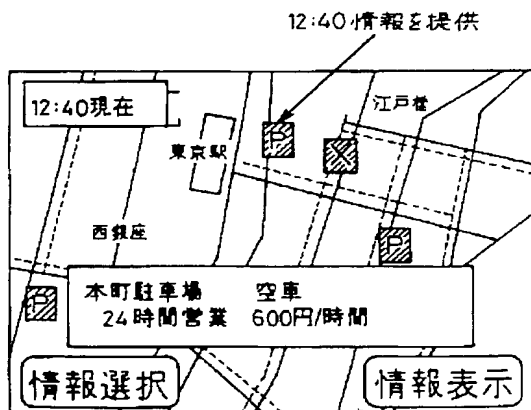 12:40情報を提供
12:40現在
江戸橋
P
X
東京駅
西銀座
P
P
本町駐車場 空車
24時間営業 600円/時間
情報選択
情報表示